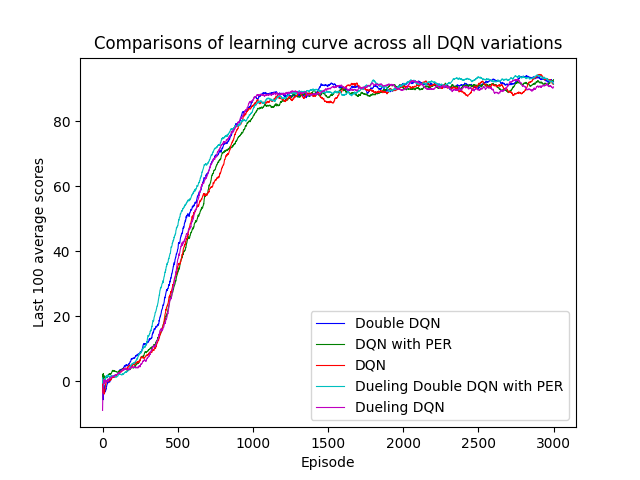 Comparisons of learning curve across all DQN variations
Last 100 average scores
80
60
40
20
0
Double DQN
DQN with PER
DQN
Dueling Double DQN with PER
Dueling DQN
0 500 1000 1500 2000 2500 3000
Episode